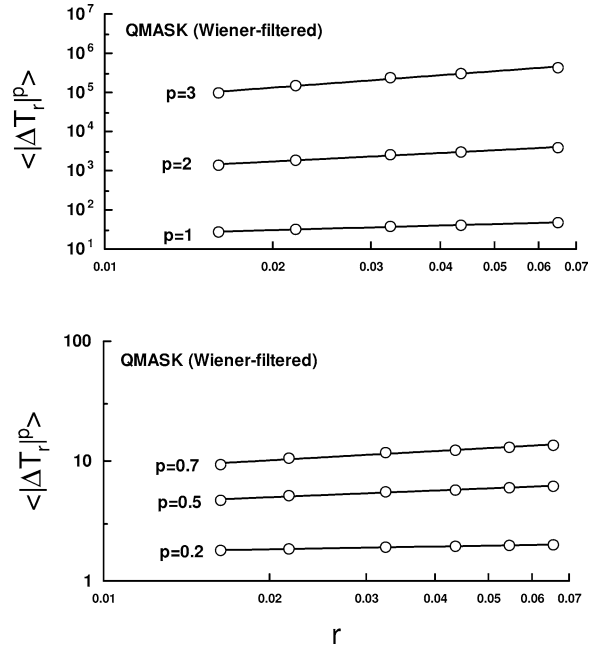 10^7
QMASK (Wiener-filtered)
10^6
10^5
p=3
10^4
<|ΔT_r|^p>
10^3
p=2
10^2
p=1
10^1
0.01 0.02 0.03 0.04 0.05 0.06 0.07
100
QMASK (Wiener-filtered)
<|ΔT_r|^p>
p=0.7
10
p=0.5
p=0.2
1
0.01 0.02 0.03 0.04 0.05 0.06 0.07
r